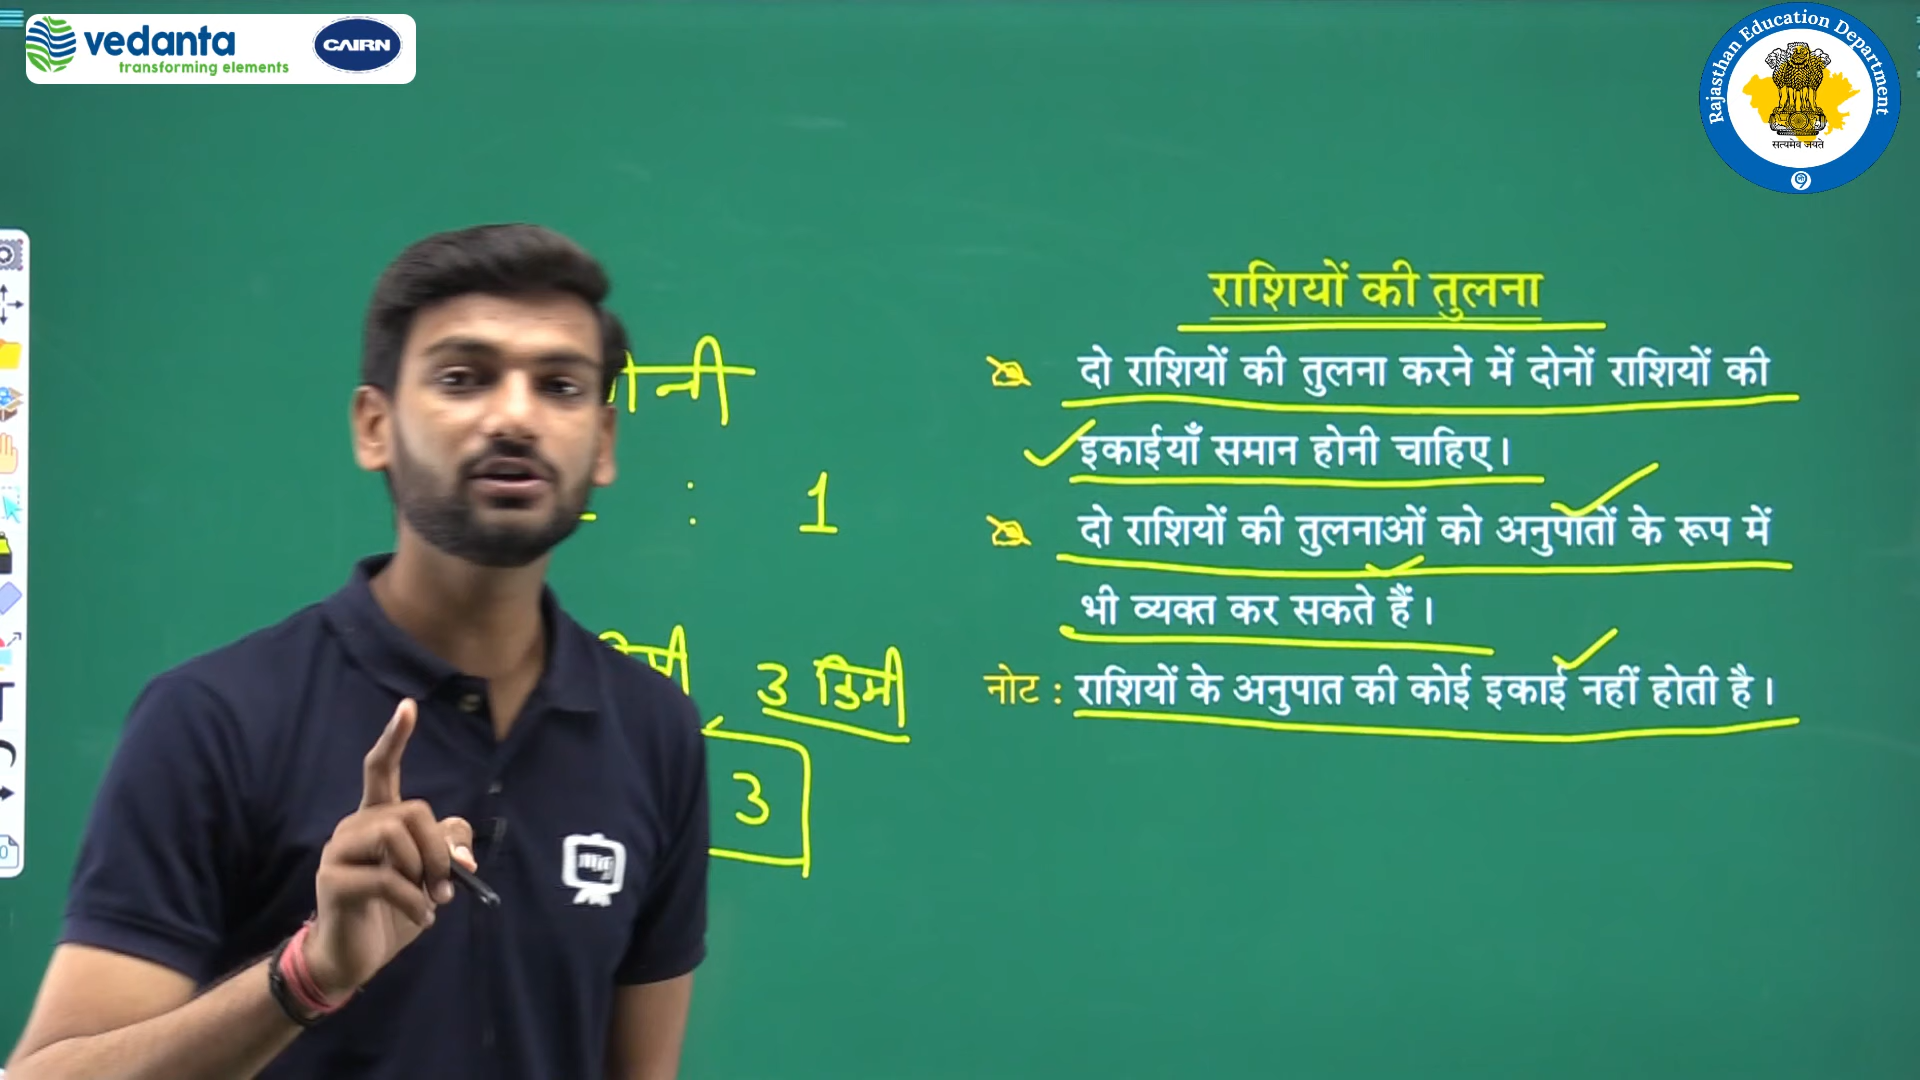 vedanta
transforming elements
CAIRN
Rajasthan Education Department
सत्यमेव जयते
राशियों की तुलना
दो राशियों की तुलना करने में दोनों राशियों की
इकाईयाँ समान होनी चाहिए।
दो राशियों की तुलनाओं को अनुपातों के रूप में
भी व्यक्त कर सकते हैं।
नोट : राशियों के अनुपात की कोई इकाई नहीं होती है।
: 1
3 डिमी
3